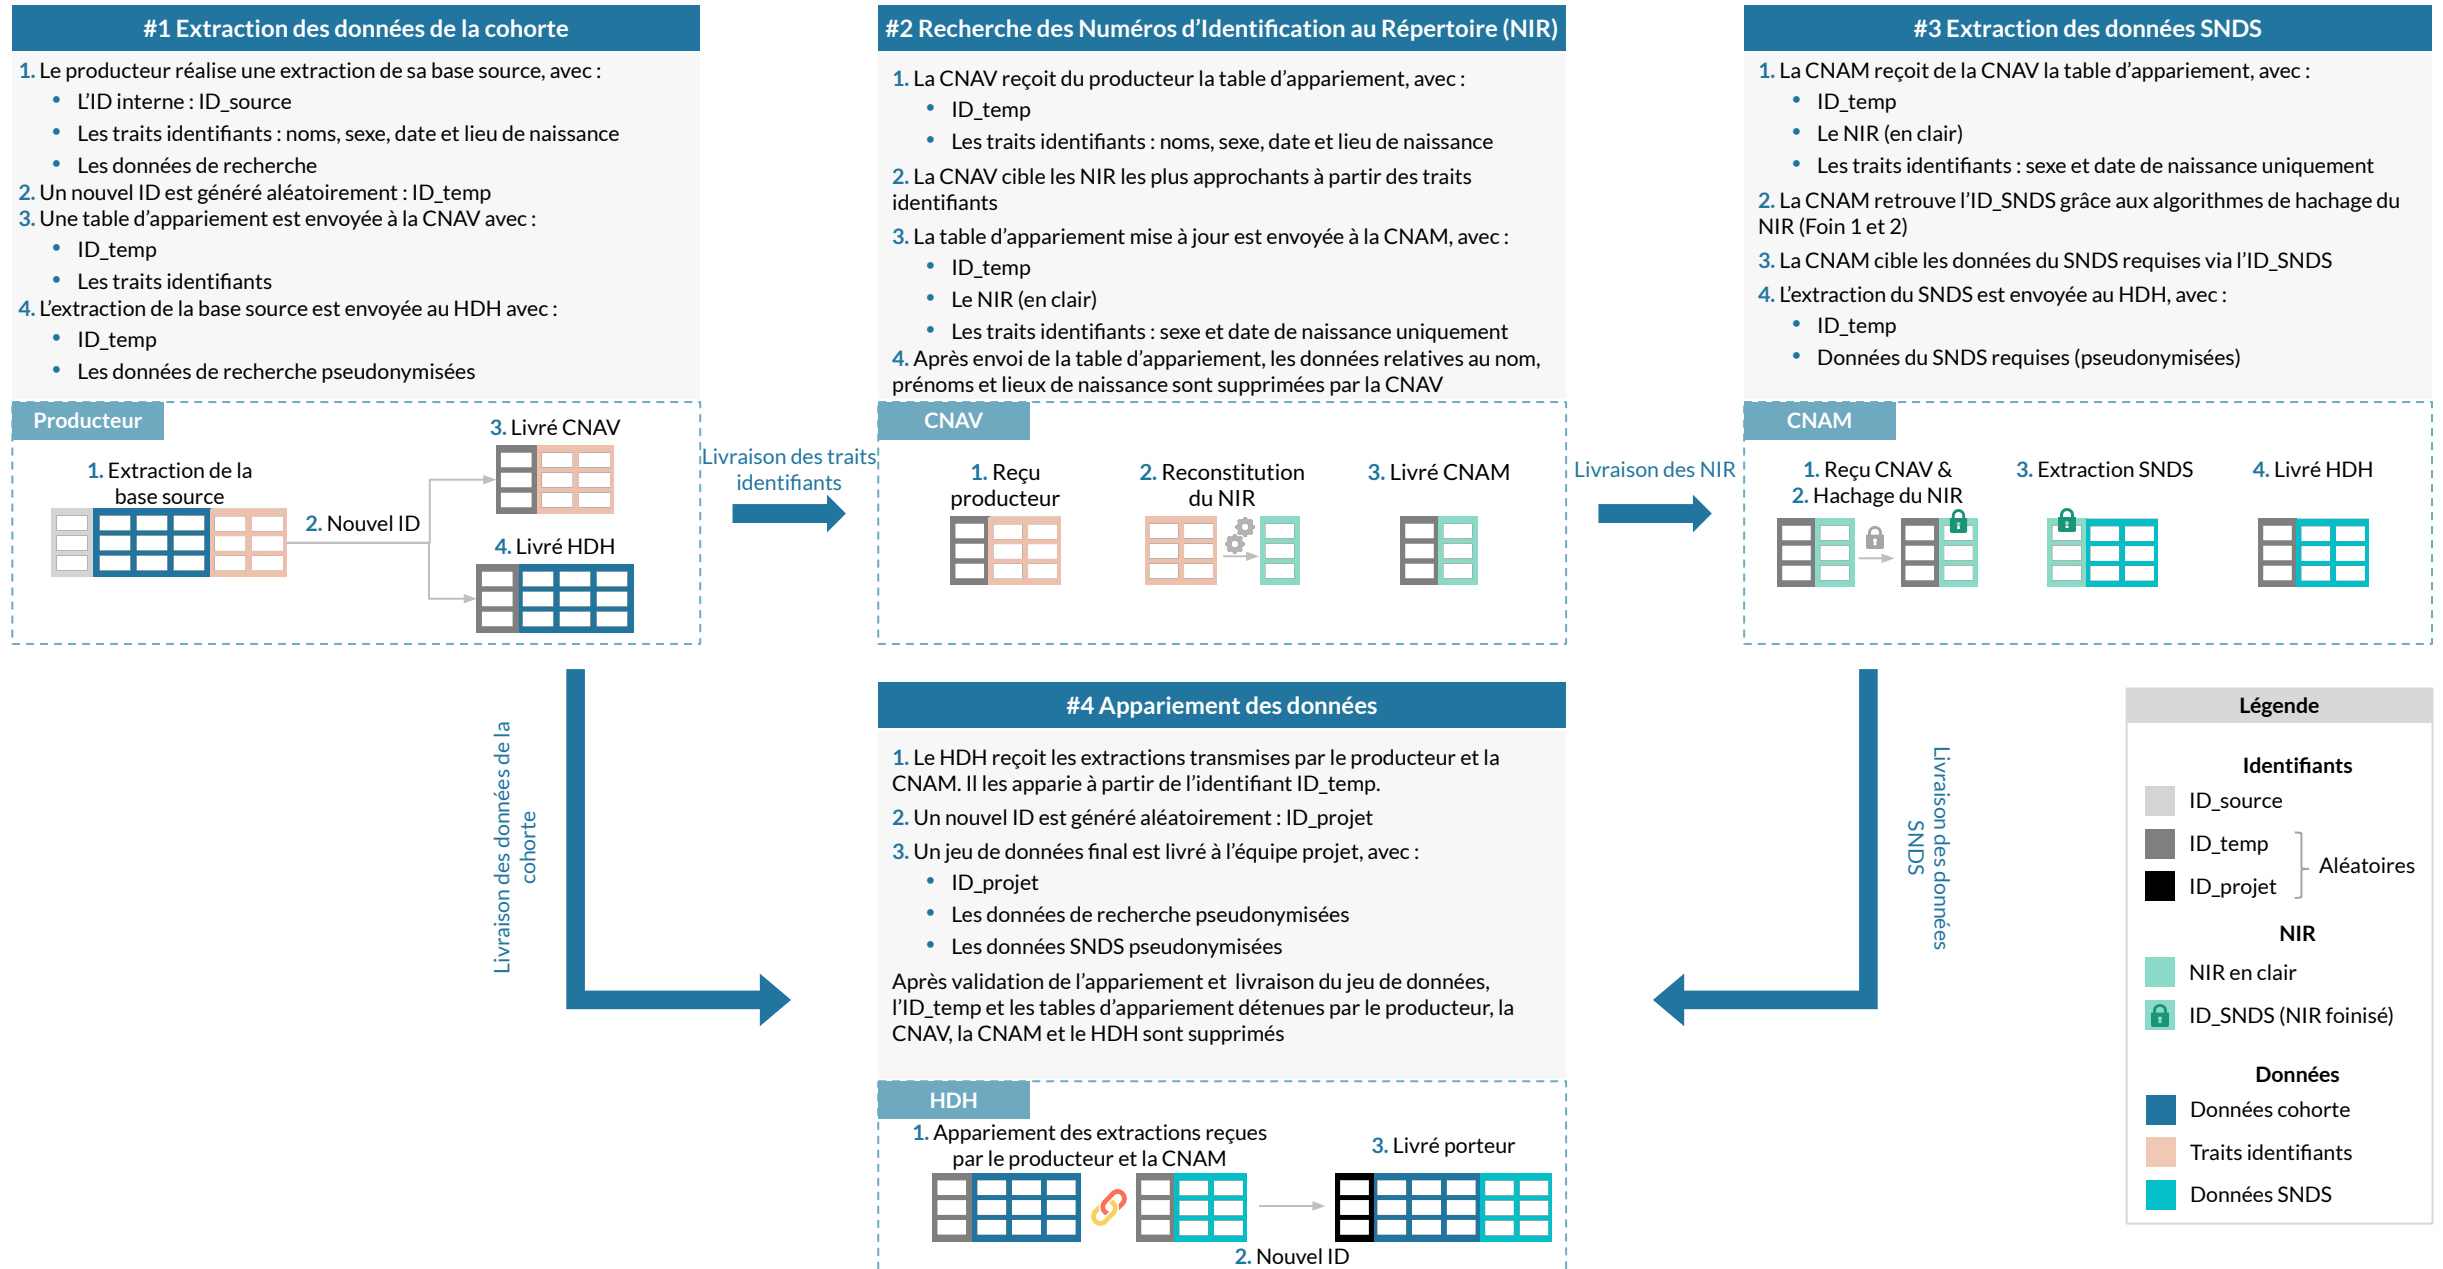 #1 Extraction des données de la cohorte
1. Le producteur réalise une extraction de sa base source, avec :
• L’ID interne : ID_source
• Les traits identifiants : noms, sexe, date et lieu de naissance
• Les données de recherche
2. Un nouvel ID est généré aléatoirement : ID_temp
3. Une table d’appariement est envoyée à la CNAV avec :
• ID_temp
• Les traits identifiants
4. L’extraction de la base source est envoyée au HDH avec :
• ID_temp
• Les données de recherche pseudonymisées
Producteur
1. Extraction de la
base source
2. Nouvel ID
3. Livré CNAV
4. Livré HDH
Livraison des traits
identifiants
#2 Recherche des Numéros d’Identification au Répertoire (NIR)
1. La CNAV reçoit du producteur la table d’appariement, avec :
• ID_temp
• Les traits identifiants : noms, sexe, date et lieu de naissance
2. La CNAV cible les NIR les plus approchants à partir des traits
identifiants
3. La table d’appariement mise à jour est envoyée à la CNAM, avec :
• ID_temp
• Le NIR (en clair)
• Les traits identifiants : sexe et date de naissance uniquement
4. Après envoi de la table d’appariement, les données relatives au nom,
prénoms et lieux de naissance sont supprimées par la CNAV
CNAV
1. Reçu
producteur
2. Reconstitution
du NIR
3. Livré CNAM
Livraison des NIR
#3 Extraction des données SNDS
1. La CNAM reçoit de la CNAV la table d’appariement, avec :
• ID_temp
• Le NIR (en clair)
• Les traits identifiants : sexe et date de naissance uniquement
2. La CNAM retrouve l’ID_SNDS grâce aux algorithmes de hachage du
NIR (Foin 1 et 2)
3. La CNAM cible les données du SNDS requises via l’ID_SNDS
4. L’extraction du SNDS est envoyée au HDH, avec :
• ID_temp
• Données du SNDS requises (pseudonymisées)
CNAM
1. Reçu CNAV &
2. Hachage du NIR
3. Extraction SNDS
4. Livré HDH
Livraison des données de la
cohorte
#4 Appariement des données
1. Le HDH reçoit les extractions transmises par le producteur et la
CNAM. Il les apparie à partir de l’identifiant ID_temp.
2. Un nouvel ID est généré aléatoirement : ID_projet
3. Un jeu de données final est livré à l’équipe projet, avec :
• ID_projet
• Les données de recherche pseudonymisées
• Les données SNDS pseudonymisées
Après validation de l’appariement et livraison du jeu de données,
l’ID_temp et les tables d’appariement détenues par le producteur, la
CNAV, la CNAM et le HDH sont supprimés
HDH
1. Appariement des extractions reçues
par le producteur et la CNAM
2. Nouvel ID
3. Livré porteur
Livraison des données
SNDS
Légende
Identifiants
ID_source
ID_temp
ID_projet
Aléatoires
NIR
NIR en clair
ID_SNDS (NIR foinisé)
Données
Données cohorte
Traits identifiants
Données SNDS